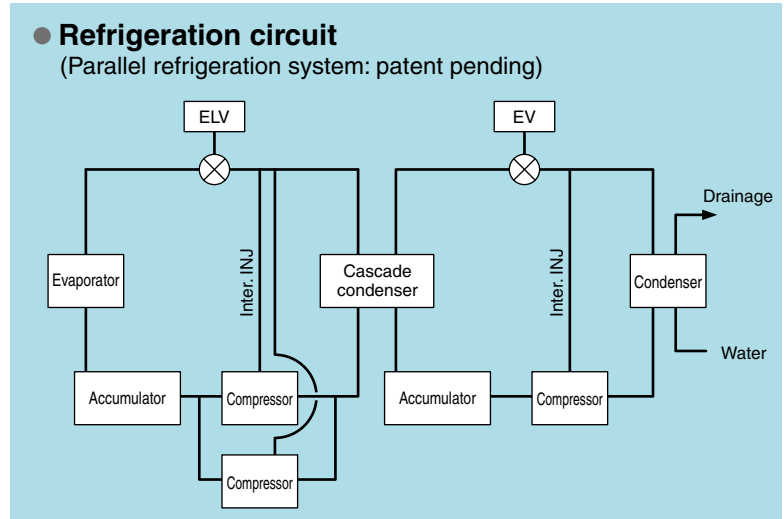 Refrigeration circuit
(Parallel refrigeration system: patent pending)
ELV
EV
Drainage
Evaporator
Inter. INJ
Cascade
condenser
Inter. INJ
Condenser
Water
Accumulator
Compressor
Accumulator
Compressor
Compressor